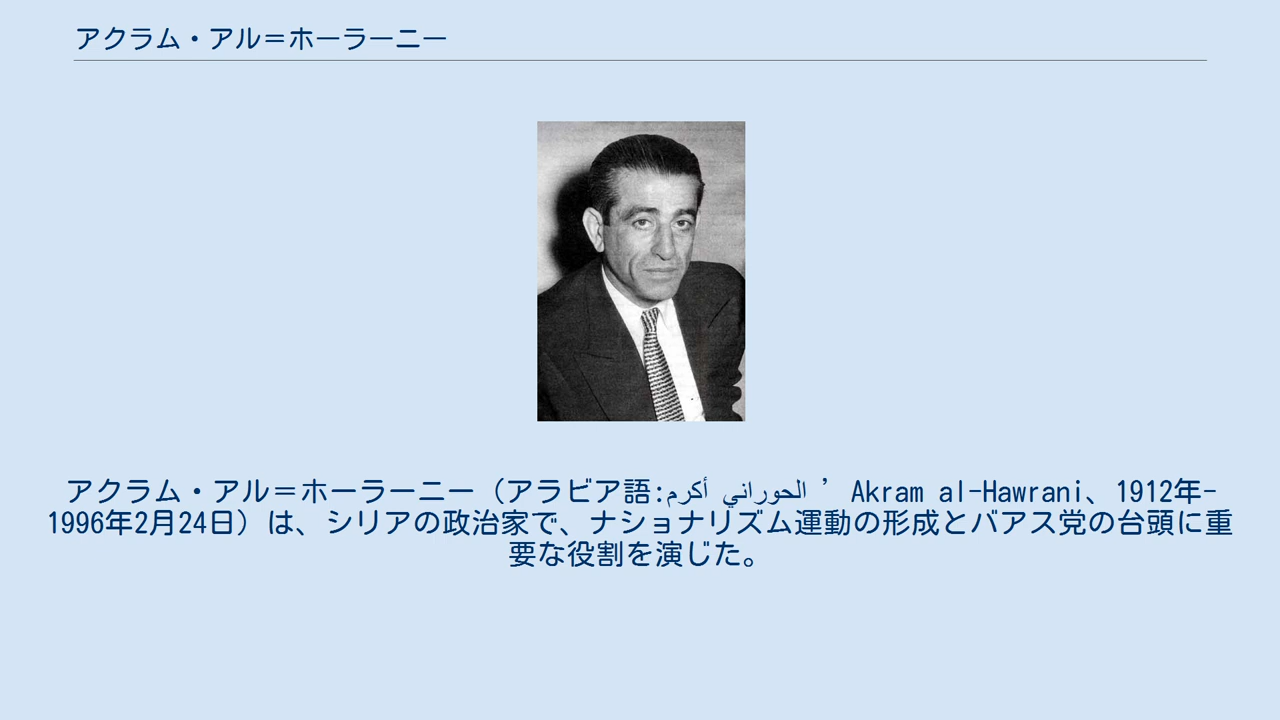 アクラム・アル＝ホーラーニー
アクラム・アル＝ホーラーニー（アラビア語:أكرم الحوراني ’ Akram al-Hawrani、1912年-
1996年2月24日）は、シリアの政治家で、ナショナリズム運動の形成とバアス党の台頭に重
要な役割を演じた。